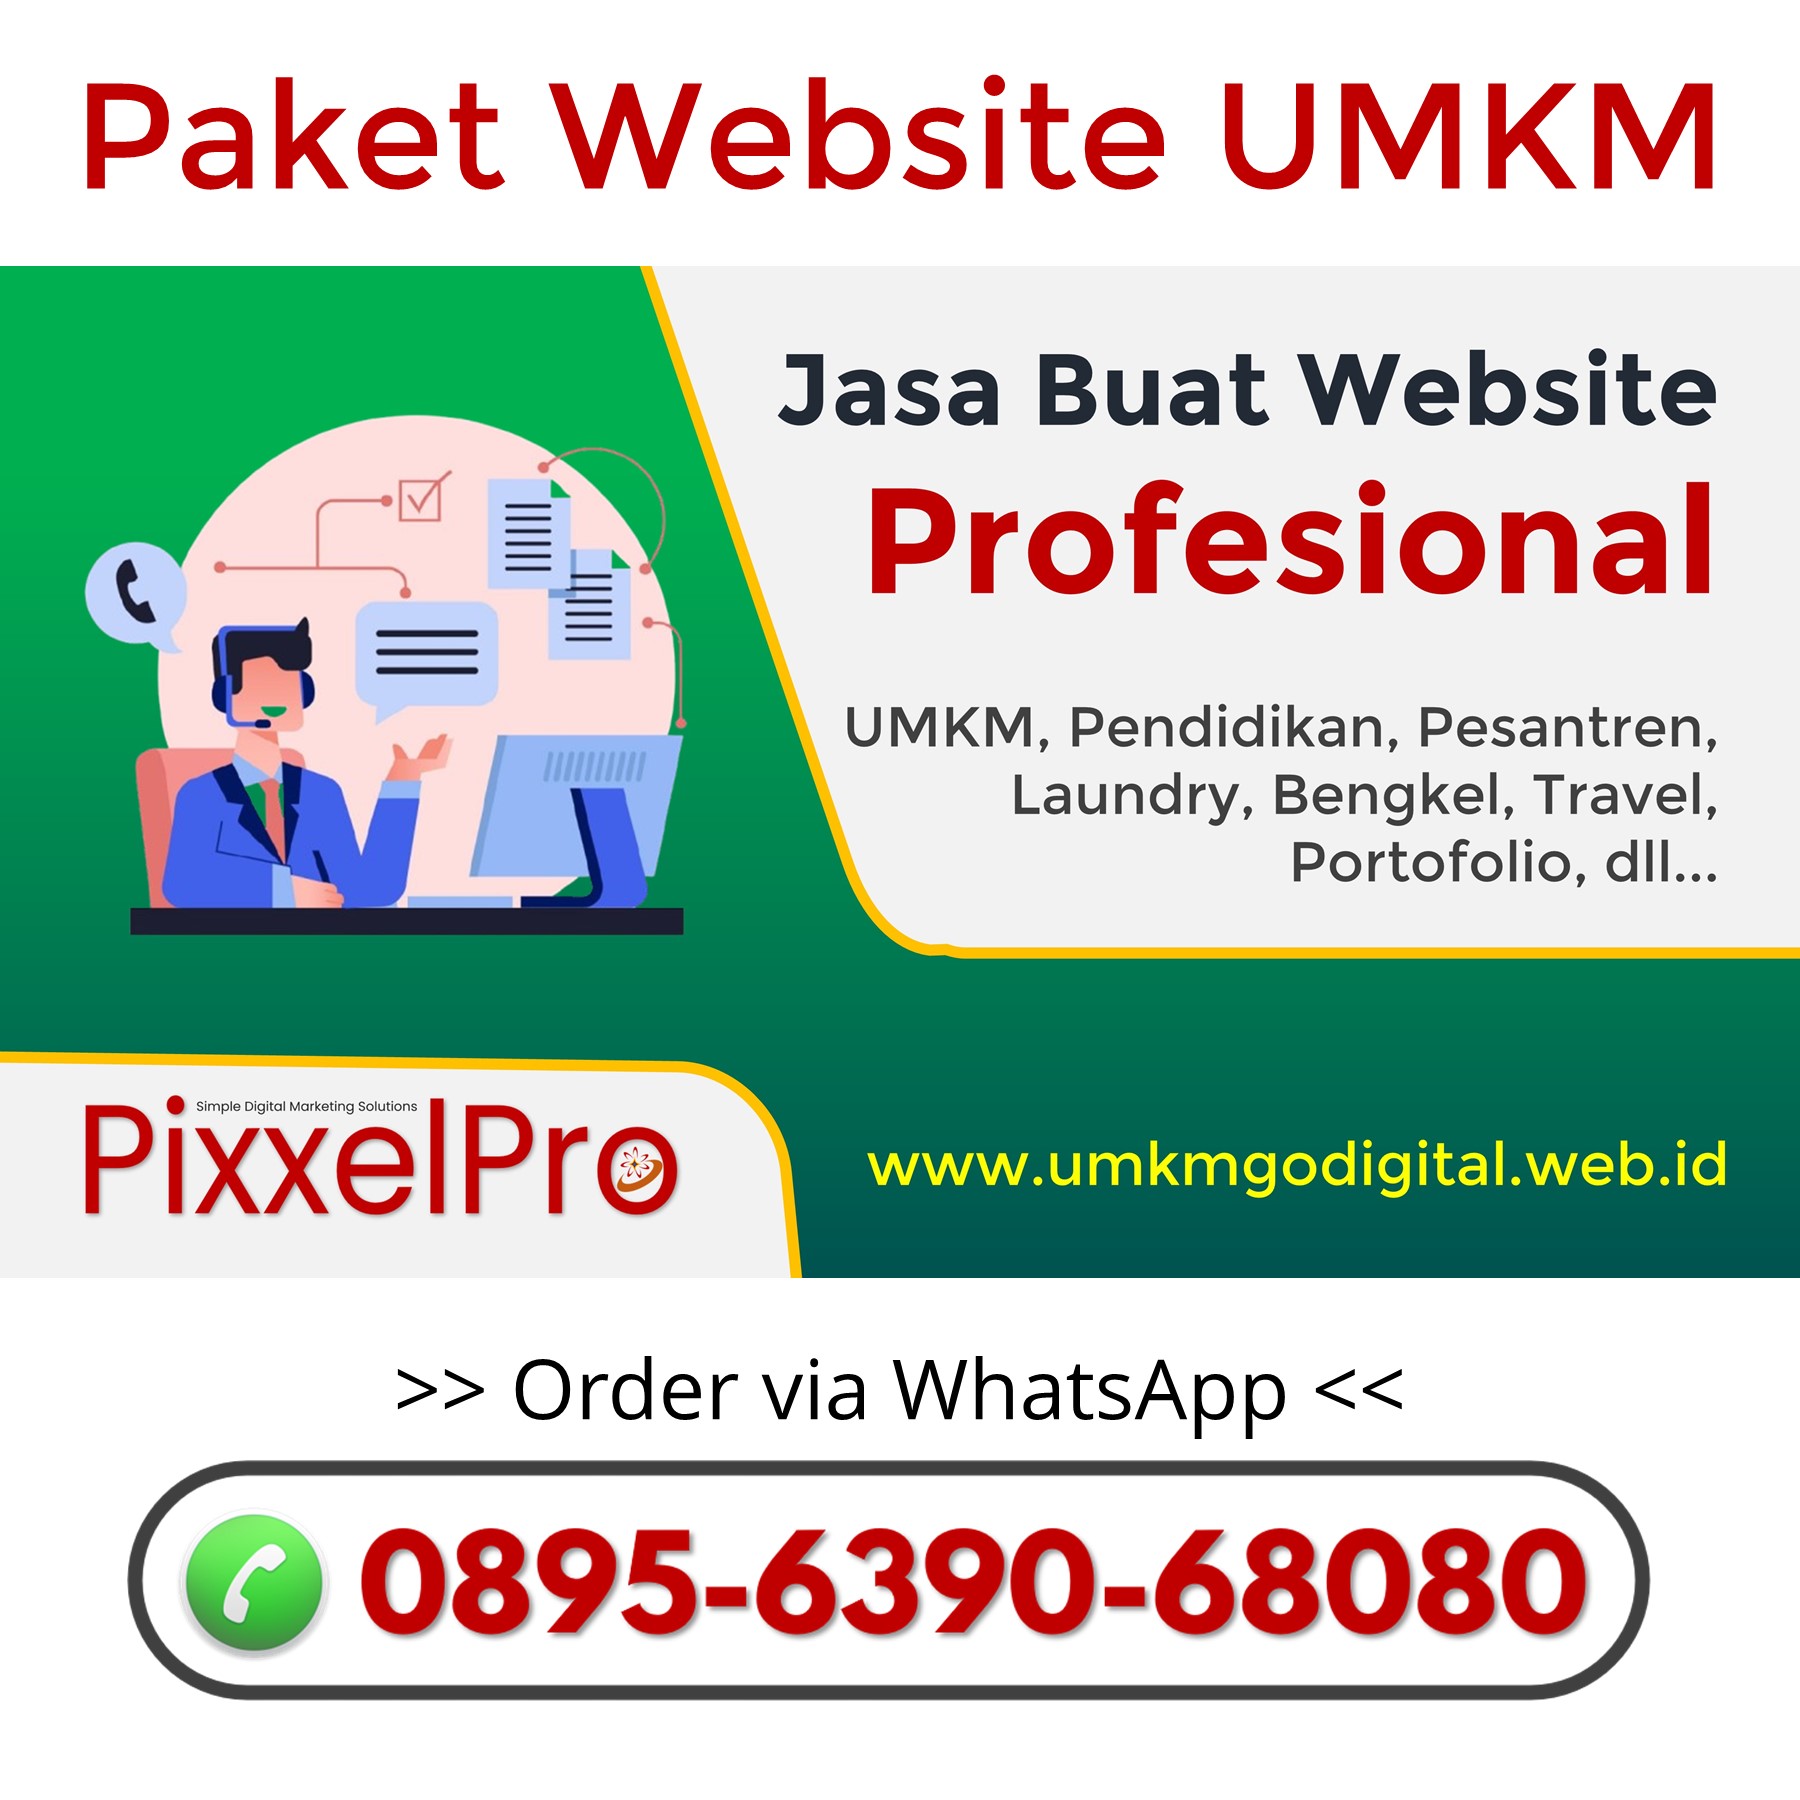 Paket Website UMKM
Jasa Buat Website
Profesional
UMKM, Pendidikan, Pesantren,
Laundry, Bengkel, Travel,
Portofolio, dll...
Simple Digital Marketing Solutions
PixxelPro
www.umkmgodigital.web.id
>> Order via WhatsApp <<
0895-6390-68080